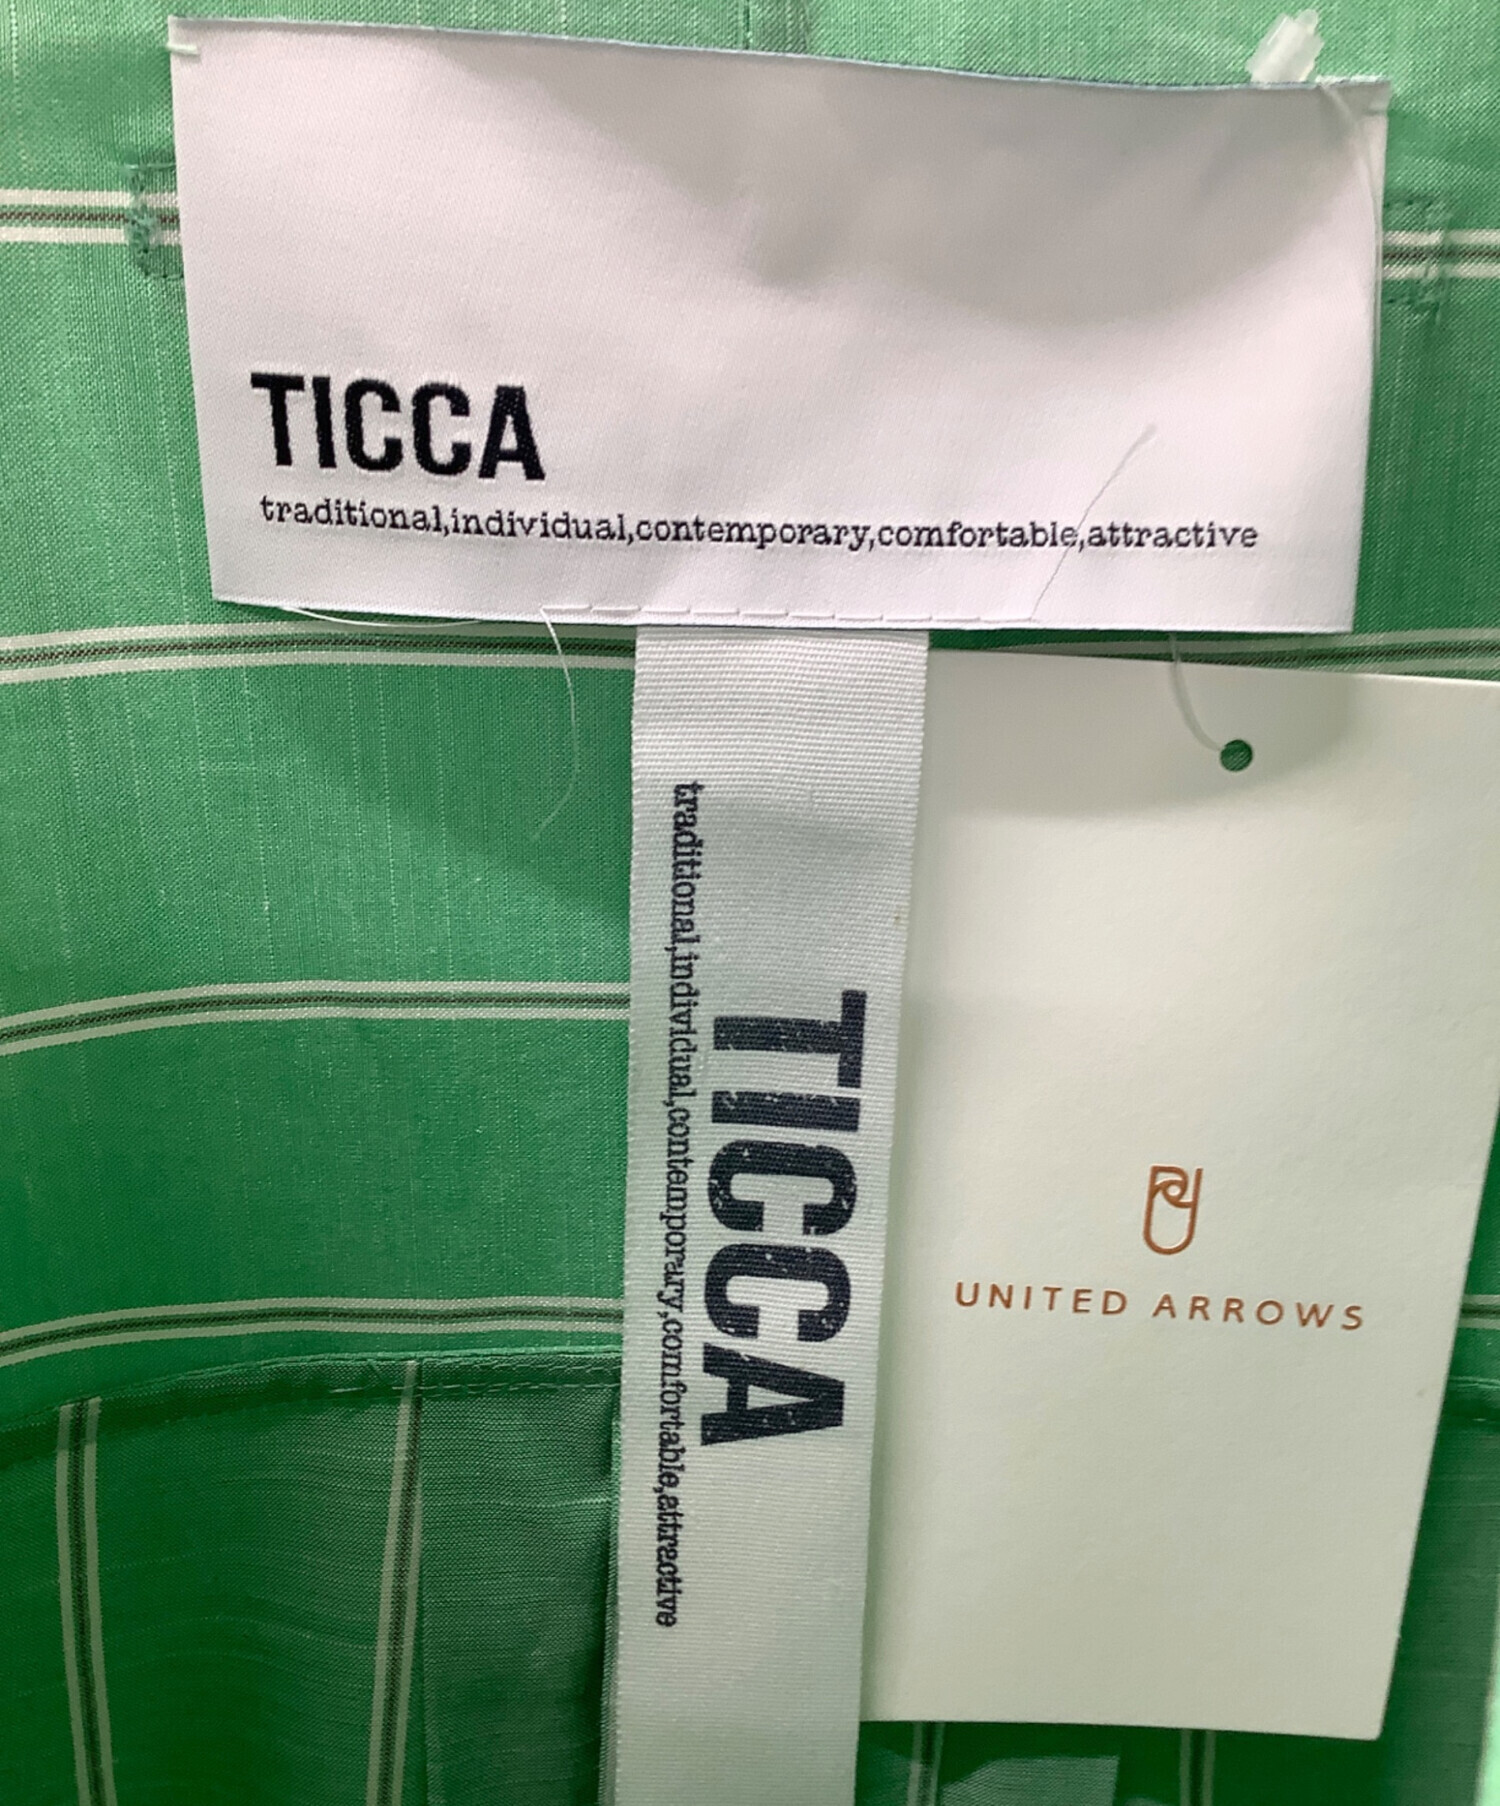 TICCA
traditional,individual,contemporary,comfortable,attractive
TICCA
traditional,individual,contemporary,comfortable,attractive
UNITED ARROWS